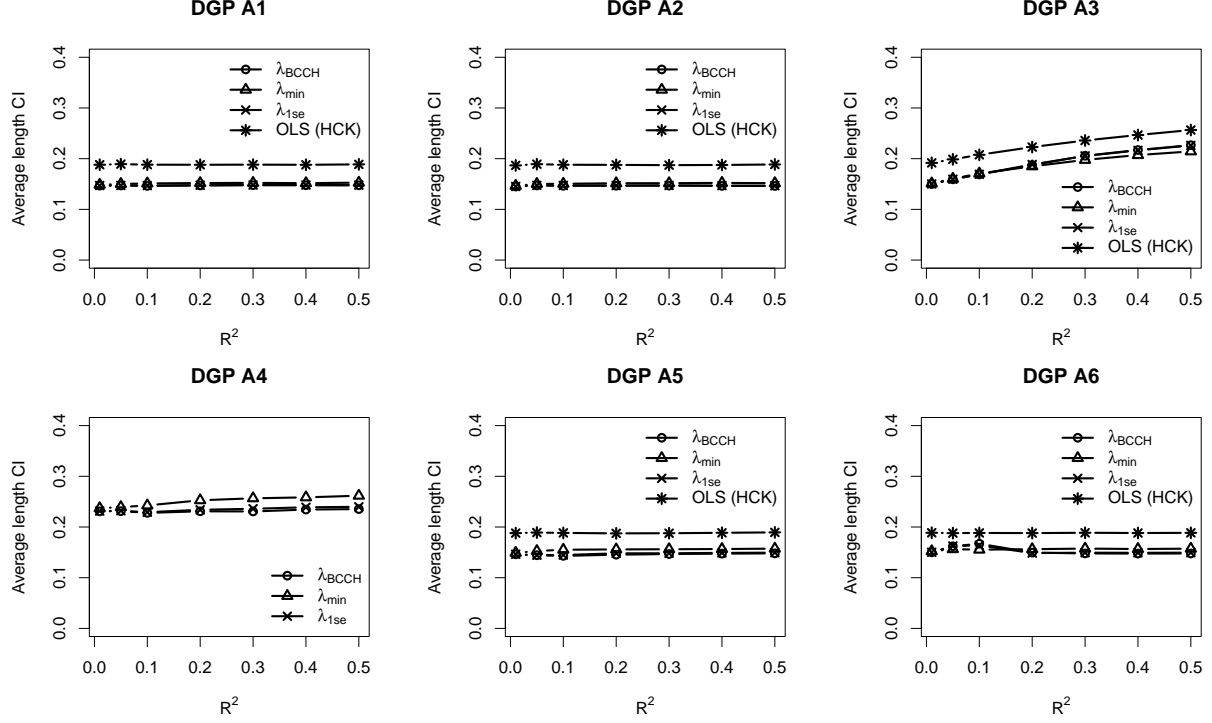 DGP A1
Average length CI
0.4
0.3
0.2
0.1
0.0
λBCCH
λmin
λ1se
OLS (HCK)
0.0 0.1 0.2 0.3 0.4 0.5
R²
DGP A2
Average length CI
0.4
0.3
0.2
0.1
0.0
λBCCH
λmin
λ1se
OLS (HCK)
0.0 0.1 0.2 0.3 0.4 0.5
R²
DGP A3
Average length CI
0.4
0.3
0.2
0.1
0.0
λBCCH
λmin
λ1se
OLS (HCK)
0.0 0.1 0.2 0.3 0.4 0.5
R²
DGP A4
Average length CI
0.4
0.3
0.2
0.1
0.0
λBCCH
λmin
λ1se
0.0 0.1 0.2 0.3 0.4 0.5
R²
DGP A5
Average length CI
0.4
0.3
0.2
0.1
0.0
λBCCH
λmin
λ1se
OLS (HCK)
0.0 0.1 0.2 0.3 0.4 0.5
R²
DGP A6
Average length CI
0.4
0.3
0.2
0.1
0.0
λBCCH
λmin
λ1se
OLS (HCK)
0.0 0.1 0.2 0.3 0.4 0.5
R²